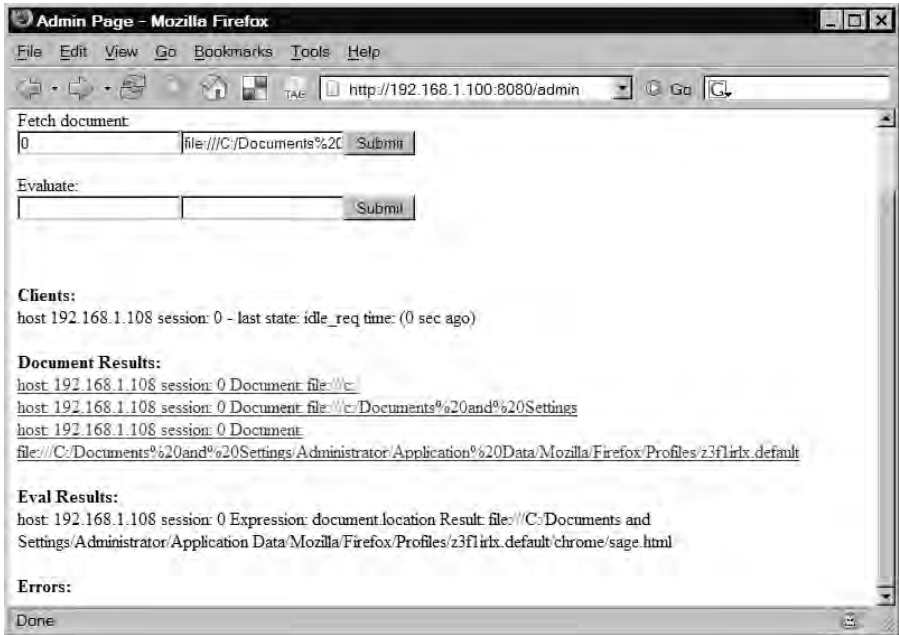 Admin Page - Mozilla Firefox
File Edit View Go Bookmarks Tools Help
TAG http://192.168.1.100:8080/admin Go G
Fetch document:
0 file:///C:/Documents%20 Submit
Evaluate:
Submit
Clients:
host 192.168.1.108 session: 0 - last state: idle_req time: (0 sec ago)
Document Results:
host: 192.168.1.108 session: 0 Document: file:///c:
host: 192.168.1.108 session: 0 Document: file:///c:/Documents%20and%20Settings
host: 192.168.1.108 session: 0 Document:
file:///C:/Documents%20and%20Settings/Administrator/Application%20Data/Mozilla/Firefox/Profiles/z3f1irlx.default
Eval Results:
host: 192.168.1.108 session: 0 Expression: document.location Result: file:///C:/Documents and
Settings/Administrator/Application Data/Mozilla/Firefox/Profiles/z3f1irlx.default/chrome/sage.html
Errors:
Done